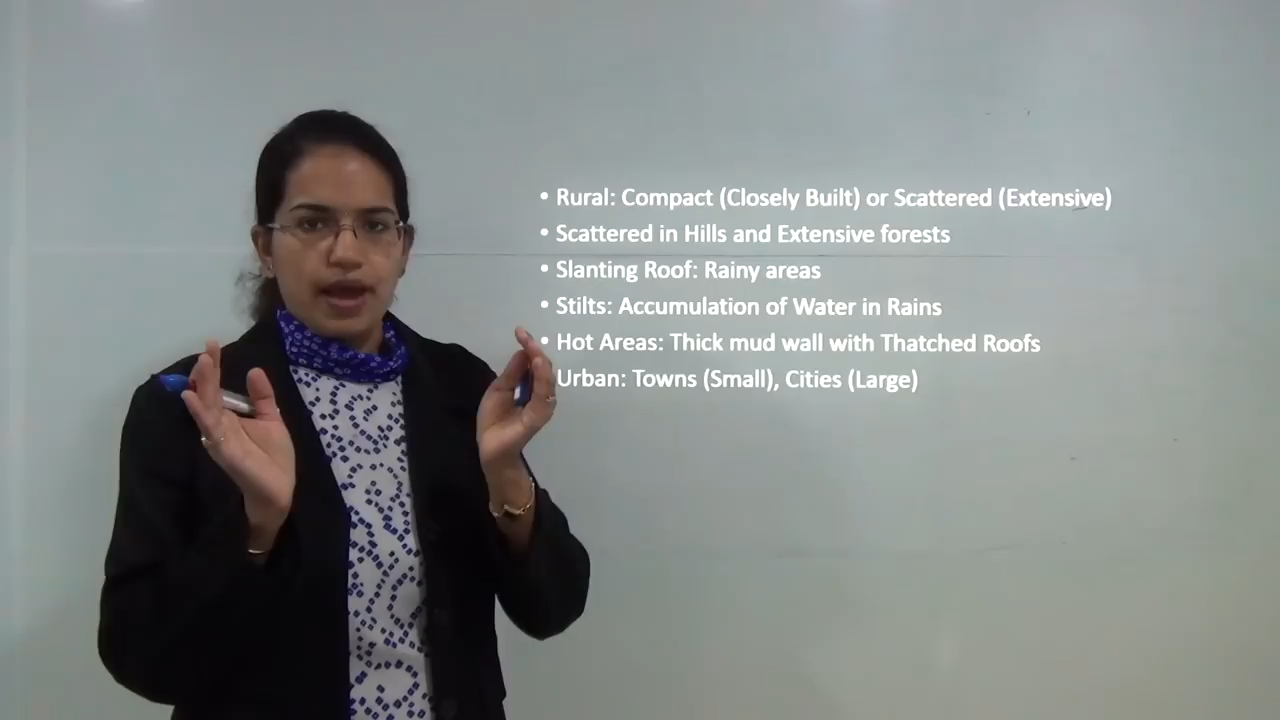 • Rural: Compact (Closely Built) or Scattered (Extensive)
• Scattered in Hills and Extensive forests
• Slanting Roof: Rainy areas
• Stilts: Accumulation of Water in Rains
• Hot Areas: Thick mud wall with Thatched Roofs
Urban: Towns (Small), Cities (Large)